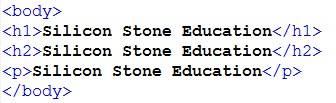 <body>
<h1>Silicon Stone Education</h1>
<h2>Silicon Stone Education</h2>
<p>Silicon Stone Education</p>
</body>